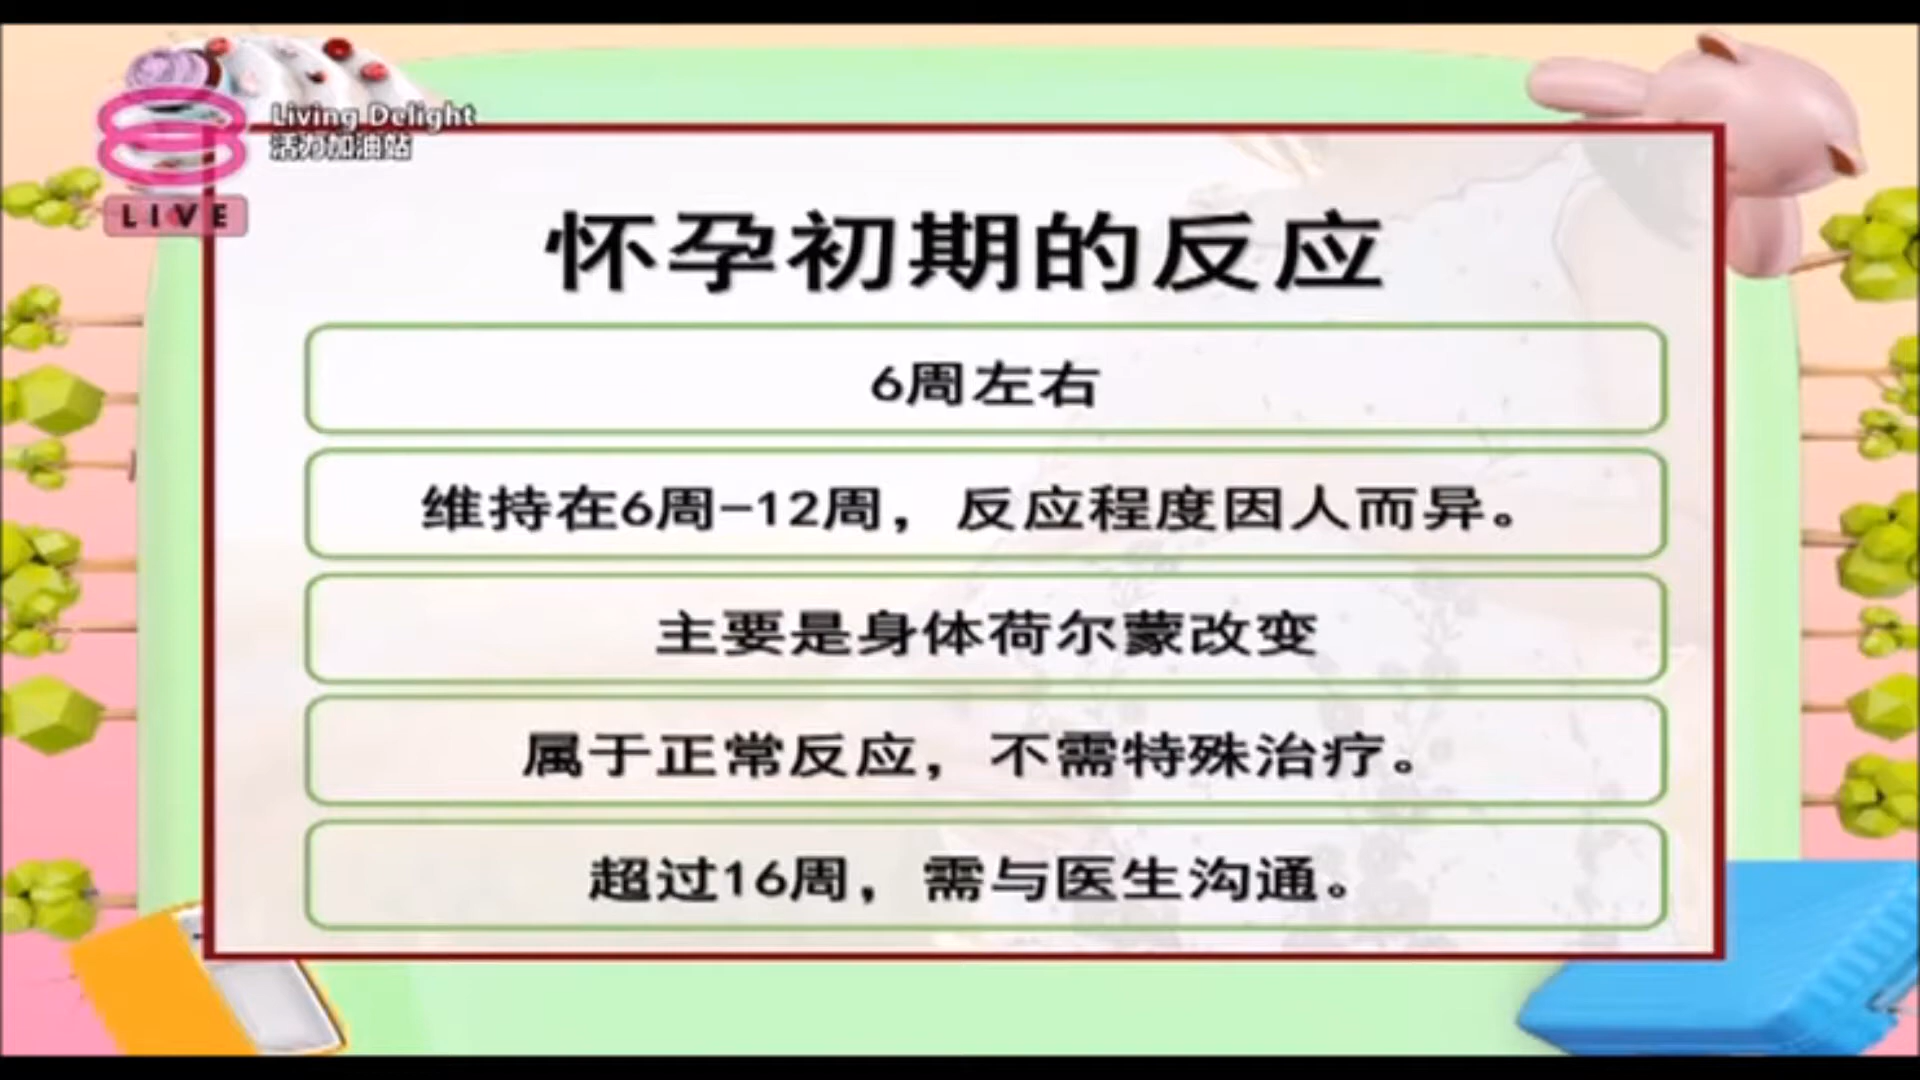 Living Delight
活力加油站
LIVE
怀孕初期的反应
6周左右
维持在6周-12周，反应程度因人而异。
主要是身体荷尔蒙改变
属于正常反应，不需特殊治疗。
超过16周，需与医生沟通。